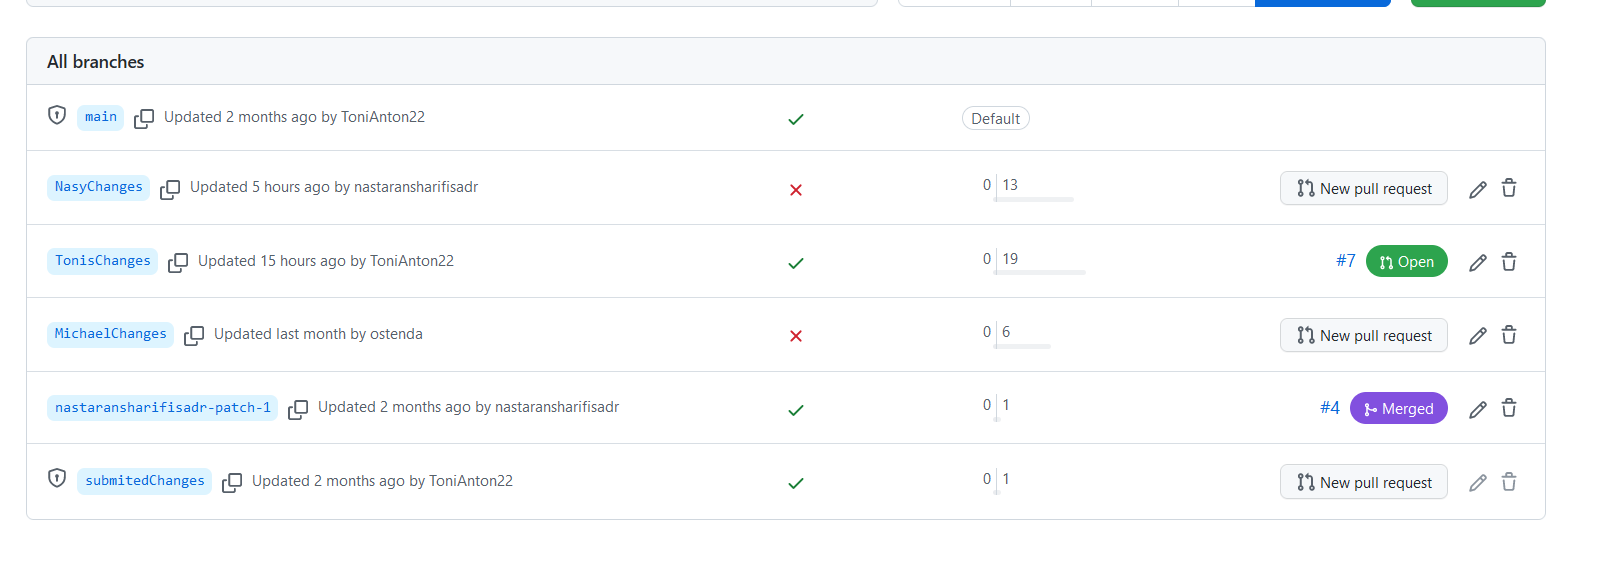 All branches
main Updated 2 months ago by ToniAnton22 Default
NasyChanges Updated 5 hours ago by nastaransharifisadr 0 13 New pull request
TonisChanges Updated 15 hours ago by ToniAnton22 0 19 #7 Open
MichaelChanges Updated last month by ostenda 0 6 New pull request
nastaransharifisadr-patch-1 Updated 2 months ago by nastaransharifisadr 0 1 #4 Merged
submitedChanges Updated 2 months ago by ToniAnton22 0 1 New pull request